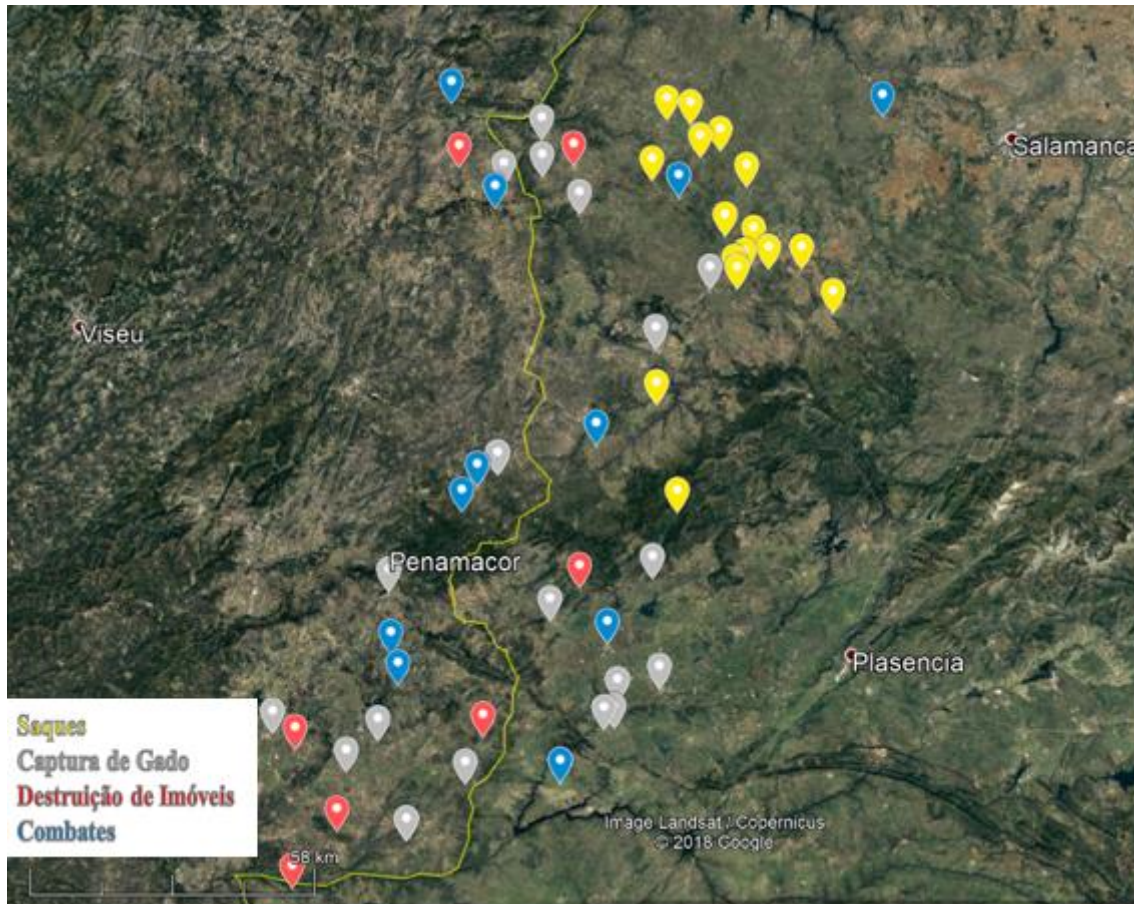 Salamanca
Viseu
Penamacor
Plasencia
Saques
Captura de Gado
Destruição de Imóveis
Combates
Image Landsat / Copernicus
© 2018 Google
58 km